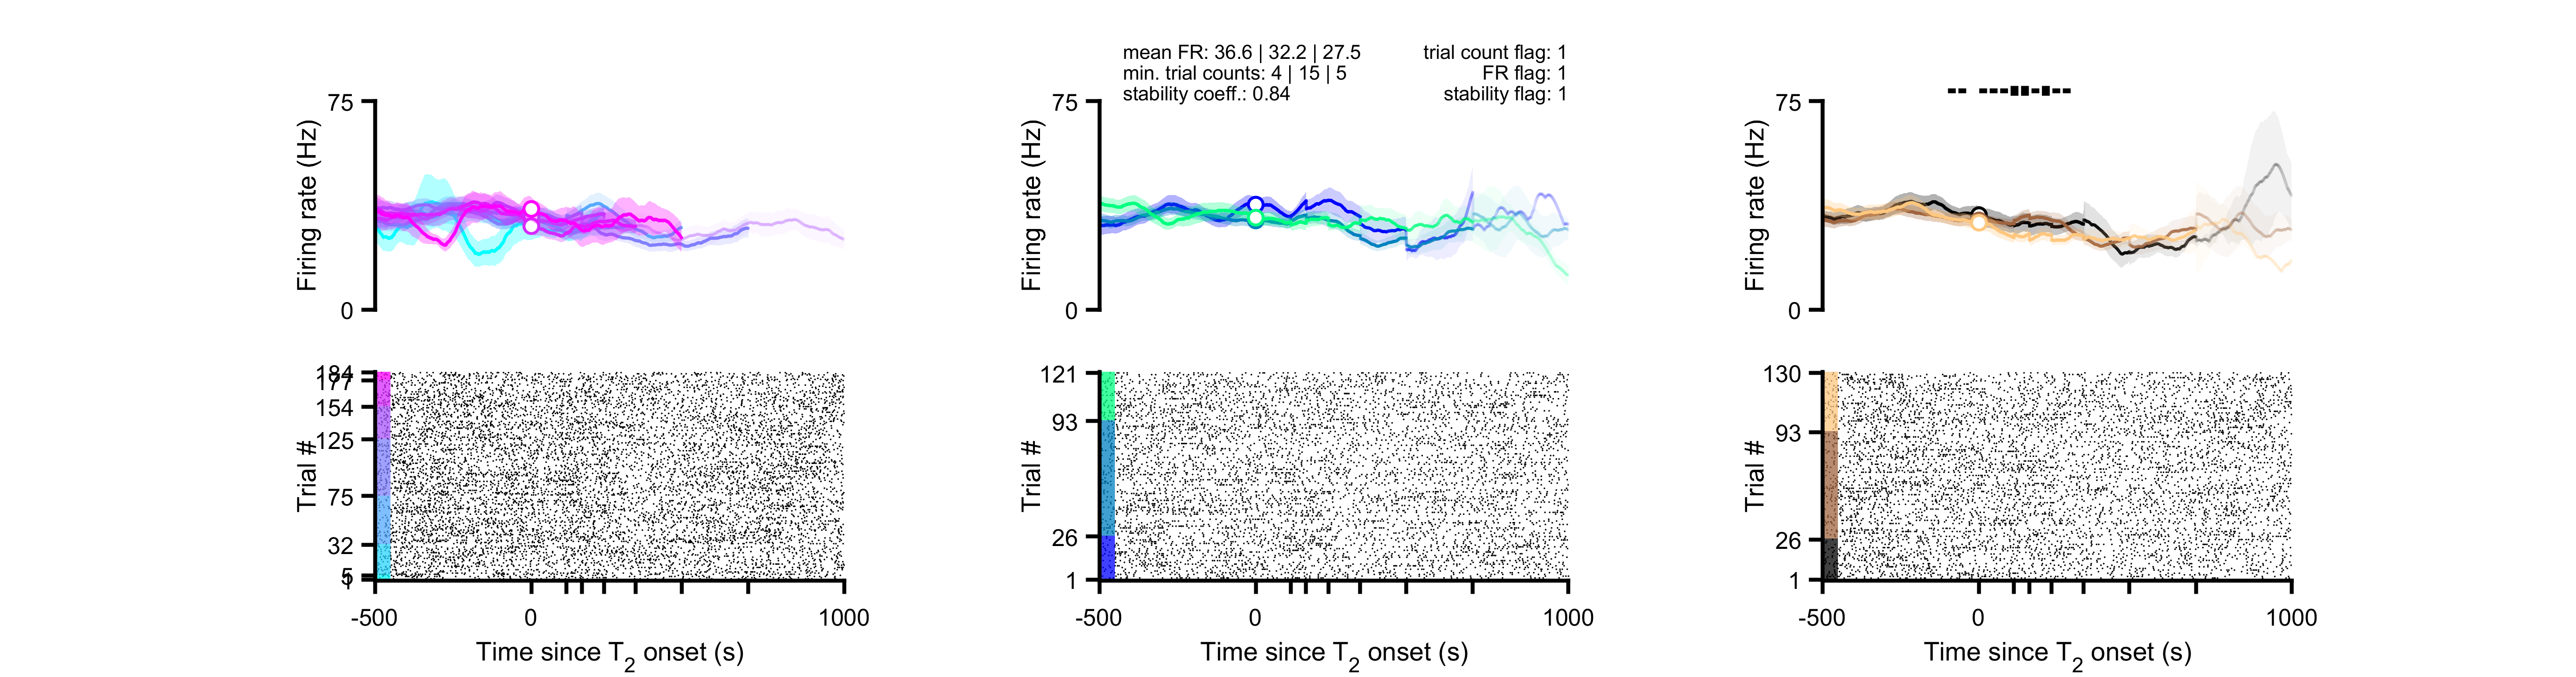 mean FR: 36.6 | 32.2 | 27.5
min. trial counts: 4 | 15 | 5
stability coeff.: 0.84
trial count flag: 1
FR flag: 1
stability flag: 1
75
Firing rate (Hz)
0
75
Firing rate (Hz)
0
75
Firing rate (Hz)
0
184
177
154
125
75
32
5
Trial #
-500
0
1000
Time since T2 onset (s)
121
93
26
1
Trial #
-500
0
1000
Time since T2 onset (s)
130
93
26
1
Trial #
-500
0
1000
Time since T2 onset (s)